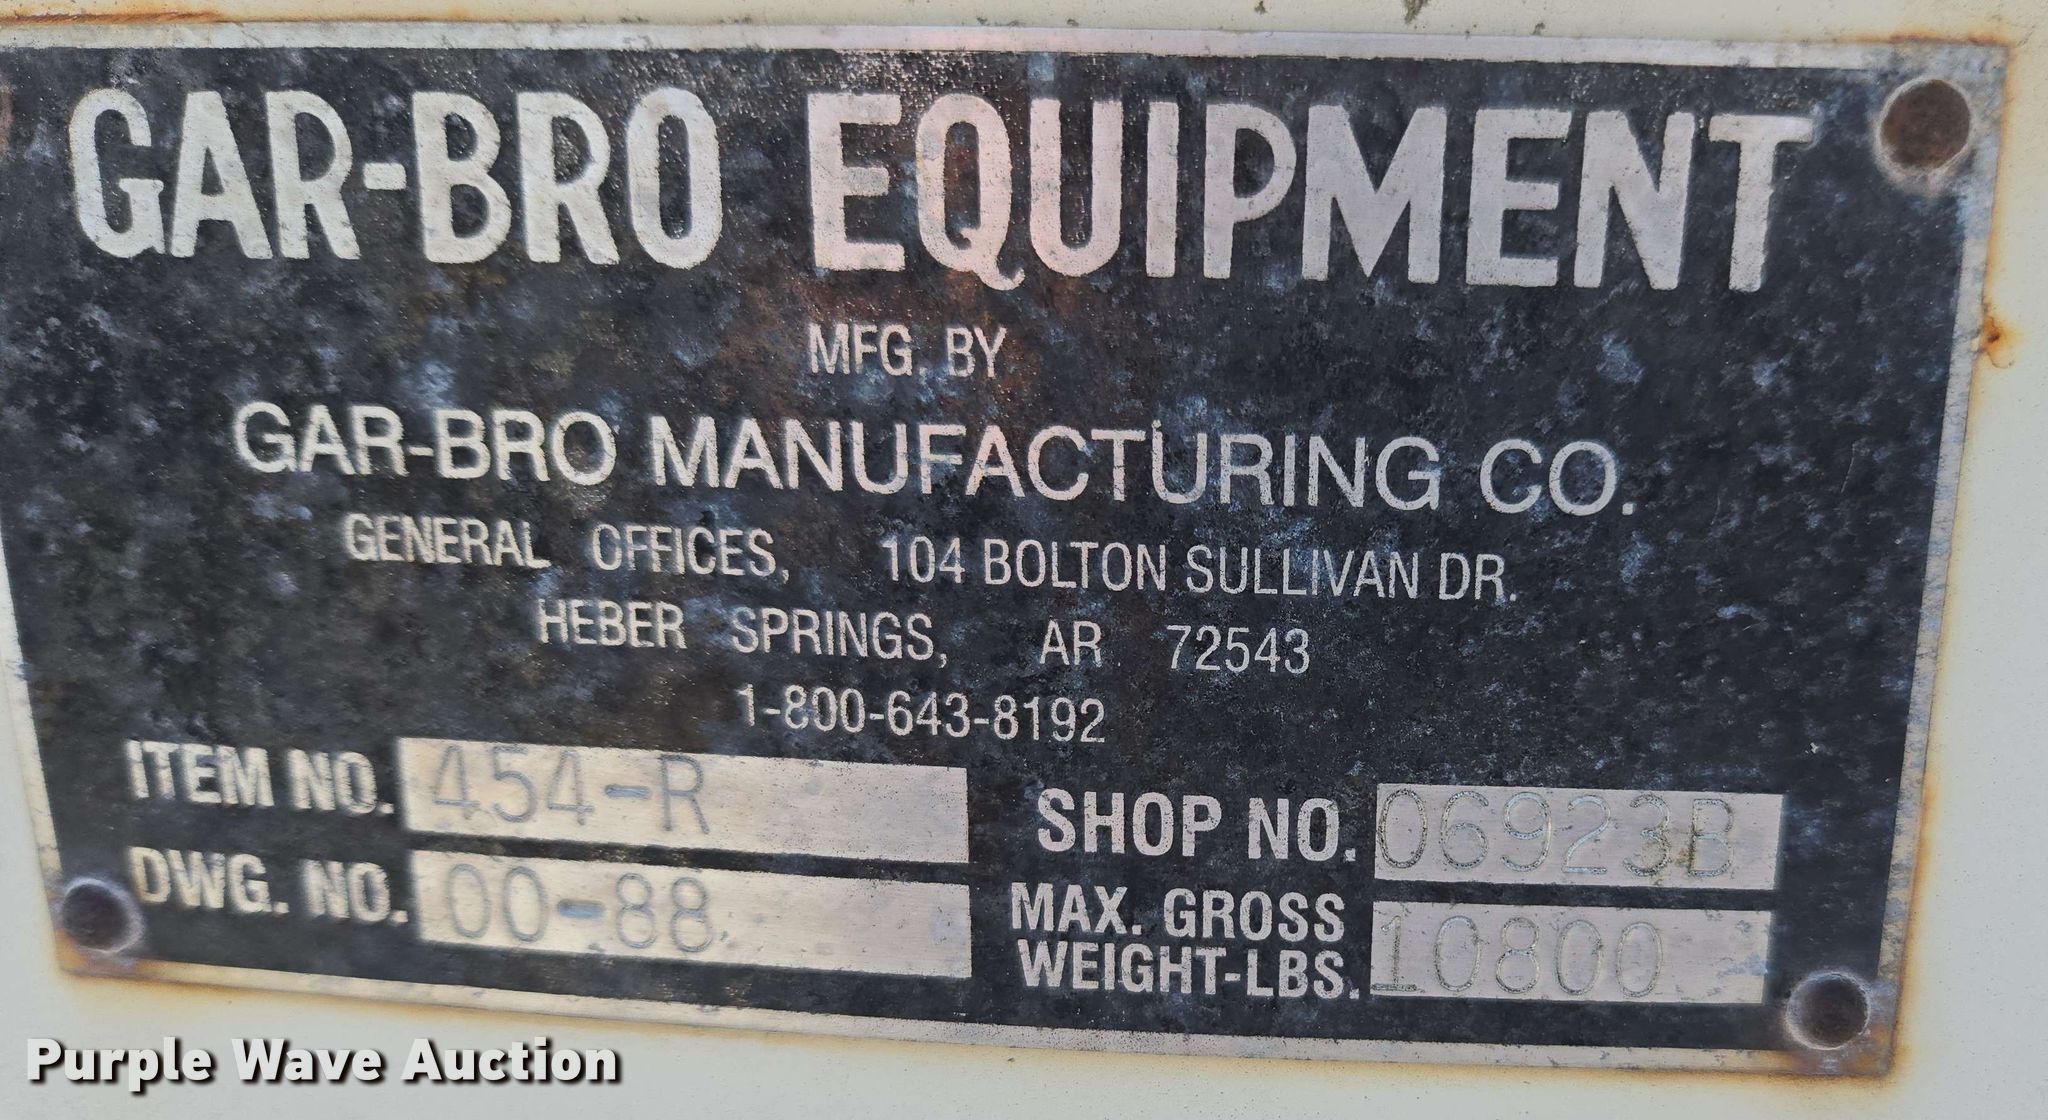 GAR-BRO EQUIPMENT
MFG. BY
GAR-BRO MANUFACTURING CO.
GENERAL OFFICES, 104 BOLTON SULLIVAN DR.
HEBER SPRINGS, AR 72543
1-800-643-8192
ITEM NO. 454-R
DWG. NO. 00-88
SHOP NO. 06923B
MAX. GROSS
WEIGHT-LBS. 10800
Purple Wave Auction